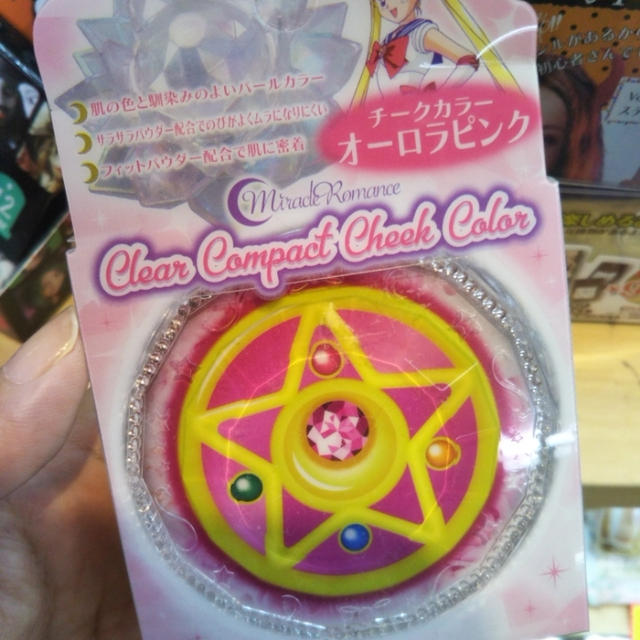 肌の色と馴染みのよいパールカラー
サラサラパウダー配合でのびがよくムラになりにくい
フィットパウダー配合で肌に密着
チークカラー
オーロラピンク
Miracle Romance
Clear Compact Cheek Color